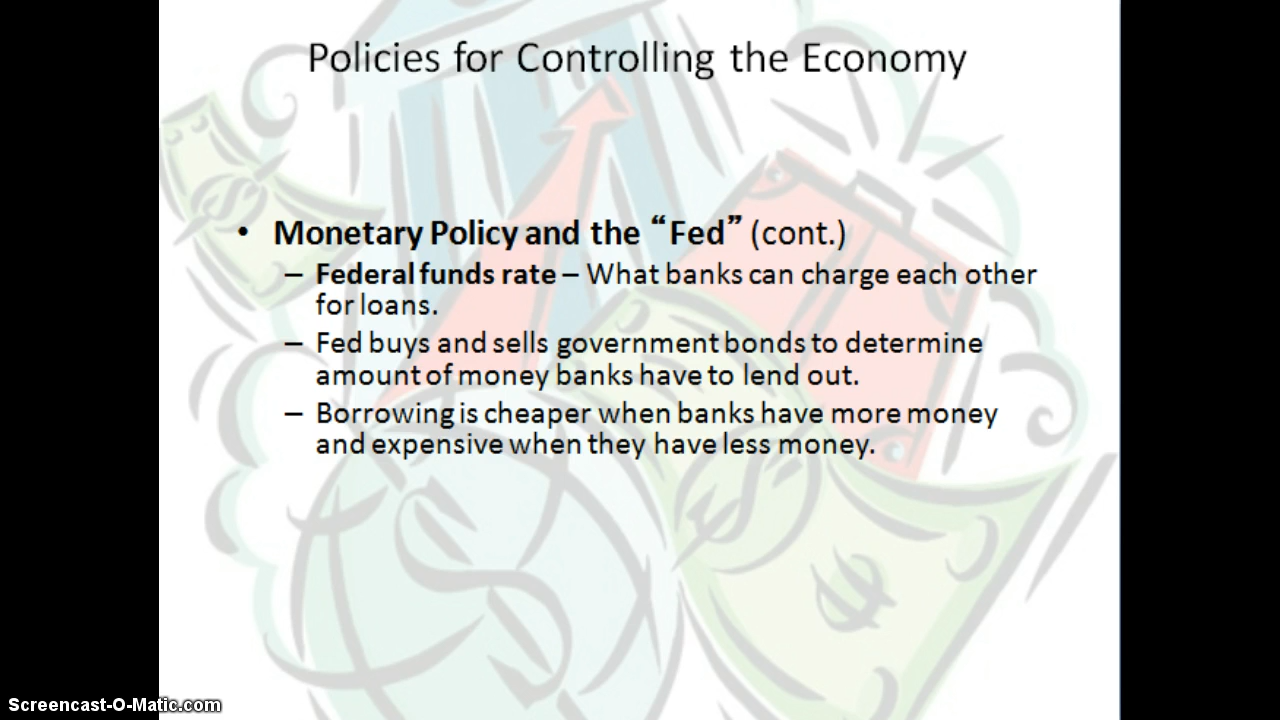 Policies for Controlling the Economy
• Monetary Policy and the “Fed” (cont.)
– Federal funds rate – What banks can charge each other
for loans.
– Fed buys and sells government bonds to determine
amount of money banks have to lend out.
– Borrowing is cheaper when banks have more money
and expensive when they have less money.
Screencast-O-Matic.com